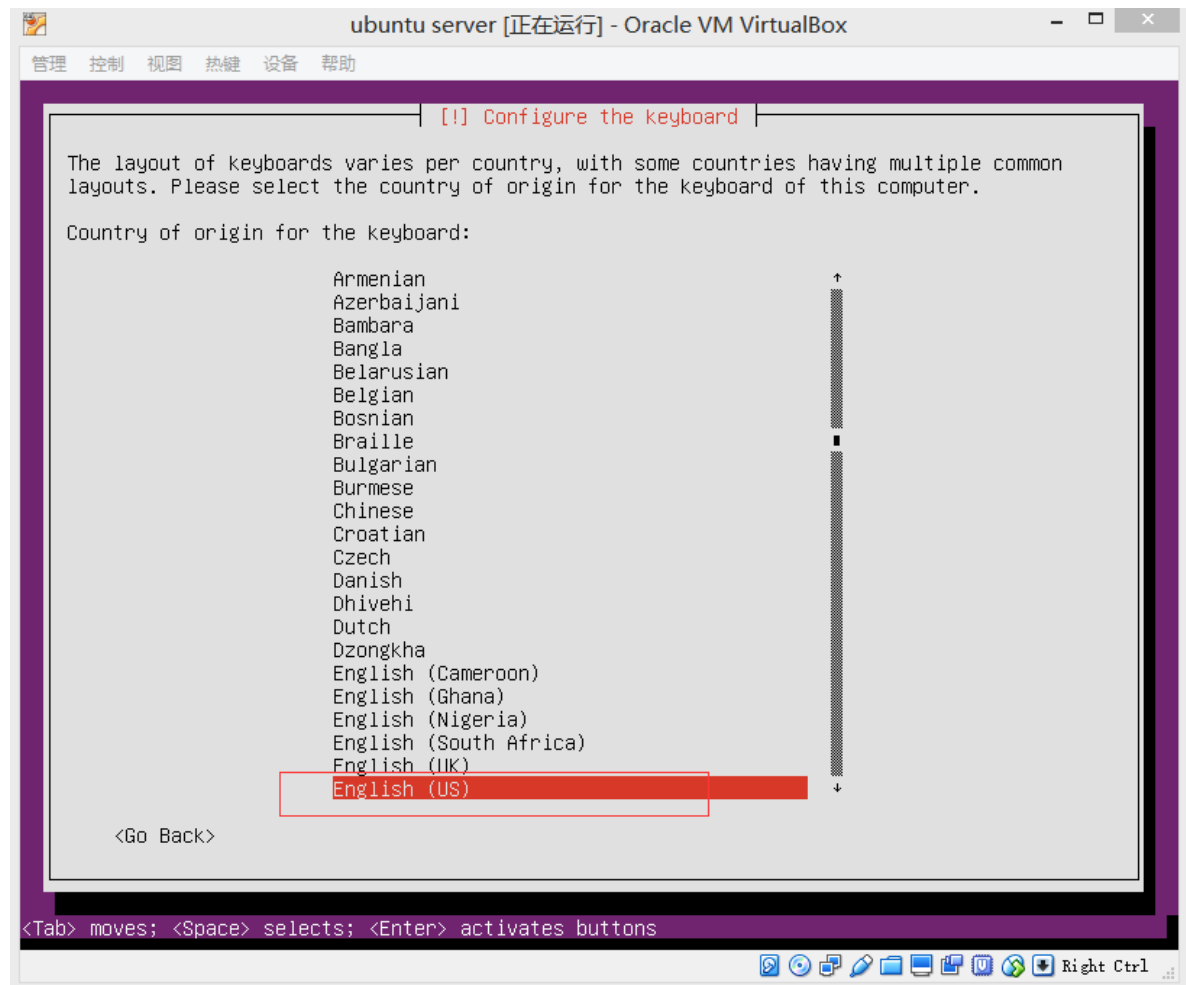 ubuntu server [正在运行] - Oracle VM VirtualBox
管理 控制 视图 热键 设备 帮助
[!] Configure the keyboard
The layout of keyboards varies per country, with some countries having multiple common
layouts. Please select the country of origin for the keyboard of this computer.
Country of origin for the keyboard:
Armenian
Azerbaijani
Bambara
Bangla
Belarusian
Belgian
Bosnian
Braille
Bulgarian
Burmese
Chinese
Croatian
Czech
Danish
Dhivehi
Dutch
Dzongkha
English (Cameroon)
English (Ghana)
English (Nigeria)
English (South Africa)
English (UK)
English (US)
<Go Back>
<Tab> moves; <Space> selects; <Enter> activates buttons
Right Ctrl